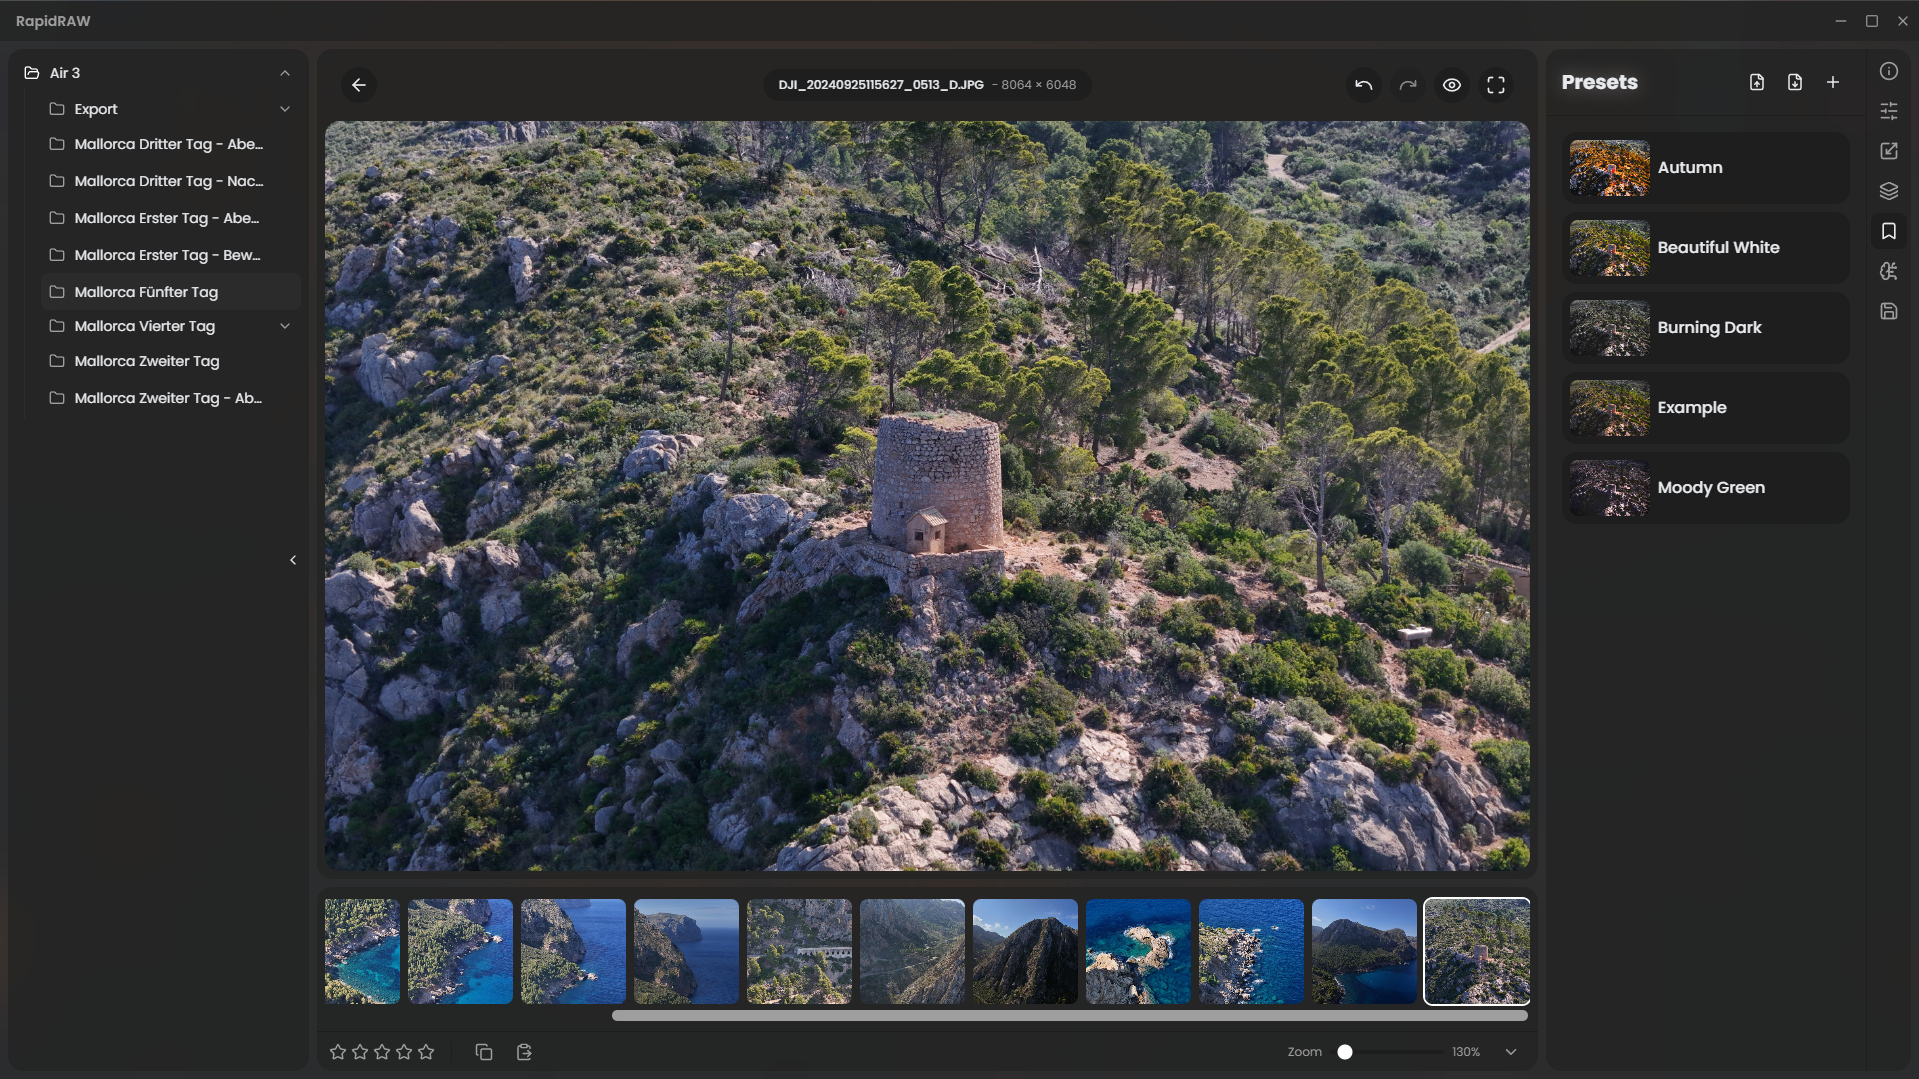 RapidRAW
Air 3
Export
Mallorca Dritter Tag - Abe...
Mallorca Dritter Tag - Nac...
Mallorca Erster Tag - Abe...
Mallorca Erster Tag - Bew...
Mallorca Fünfter Tag
Mallorca Vierter Tag
Mallorca Zweiter Tag
Mallorca Zweiter Tag - Ab...
DJI_20240925115627_0513_D.JPG - 8064 × 6048
Presets
Autumn
Beautiful White
Burning Dark
Example
Moody Green
Zoom 130%